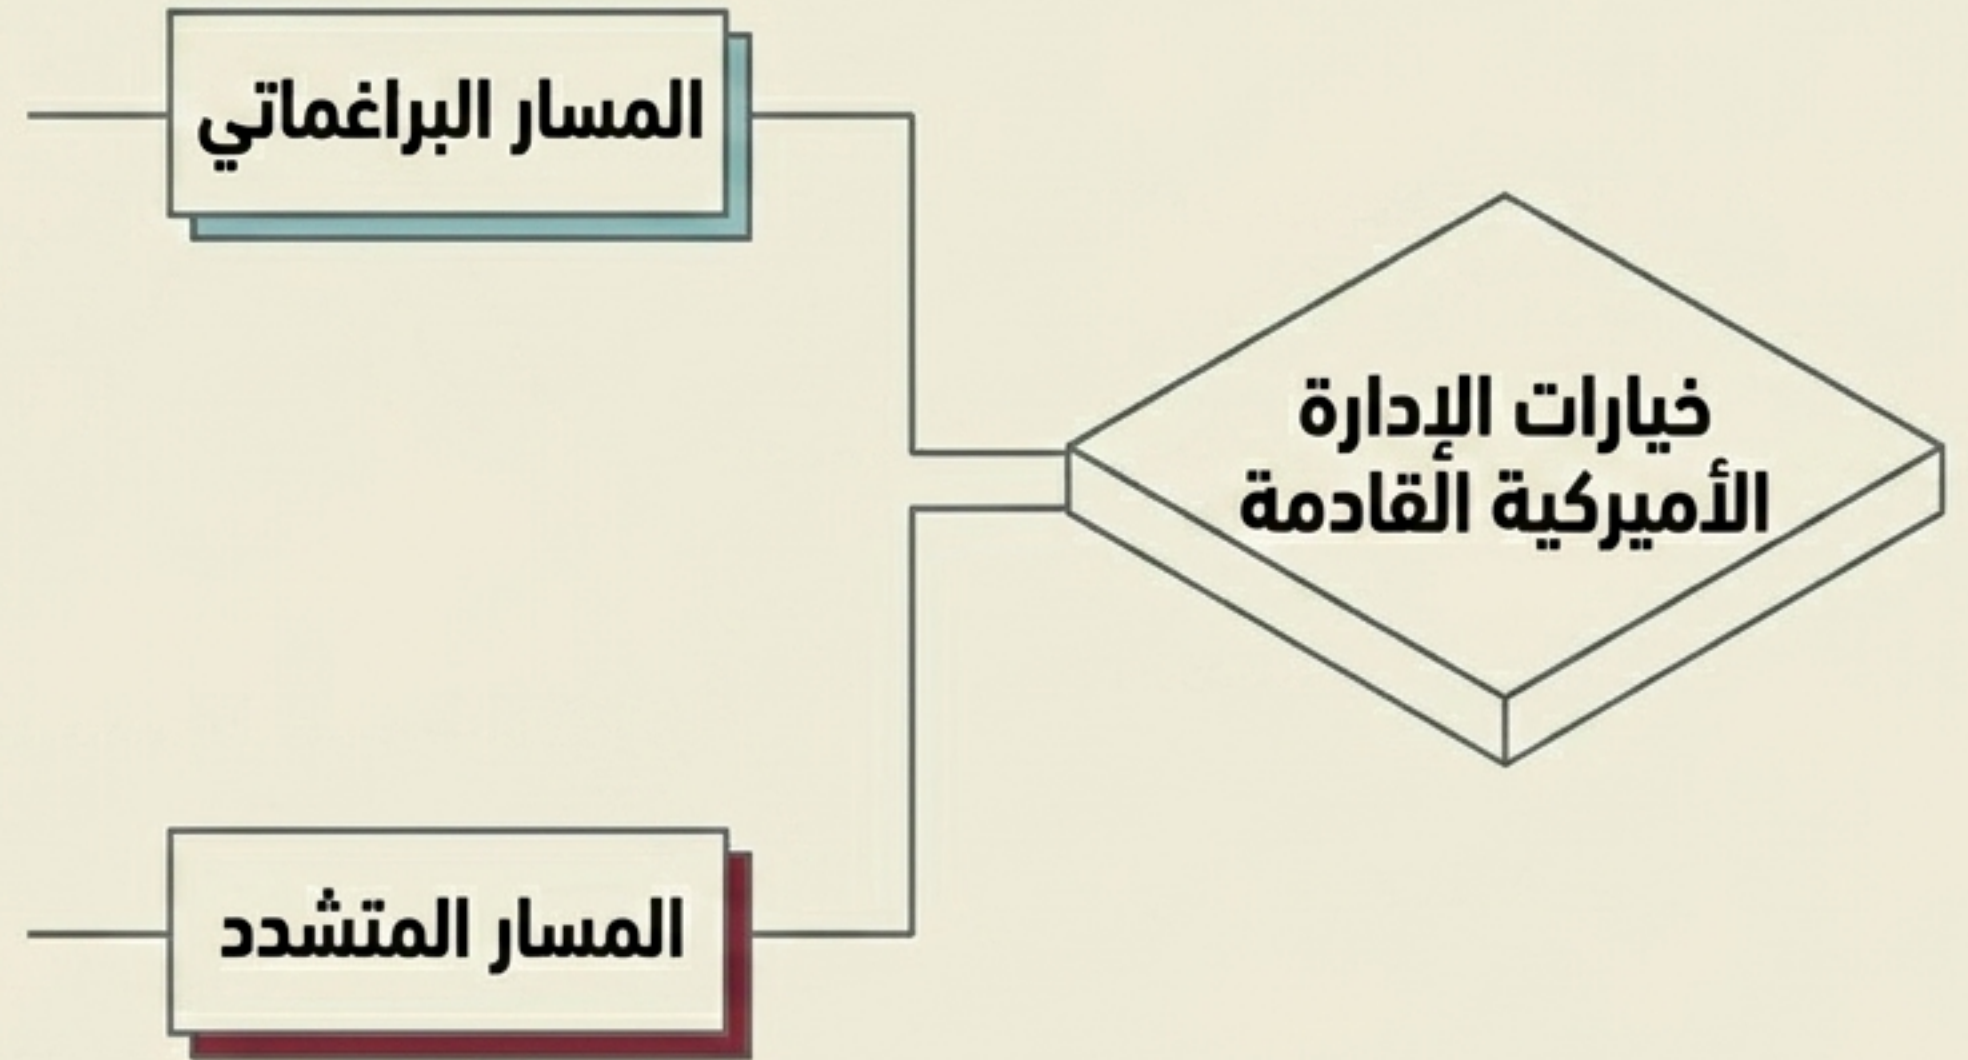 خيارات الإدارة
الأميركية القادمة
المسار البراغماتي
المسار المتشدد